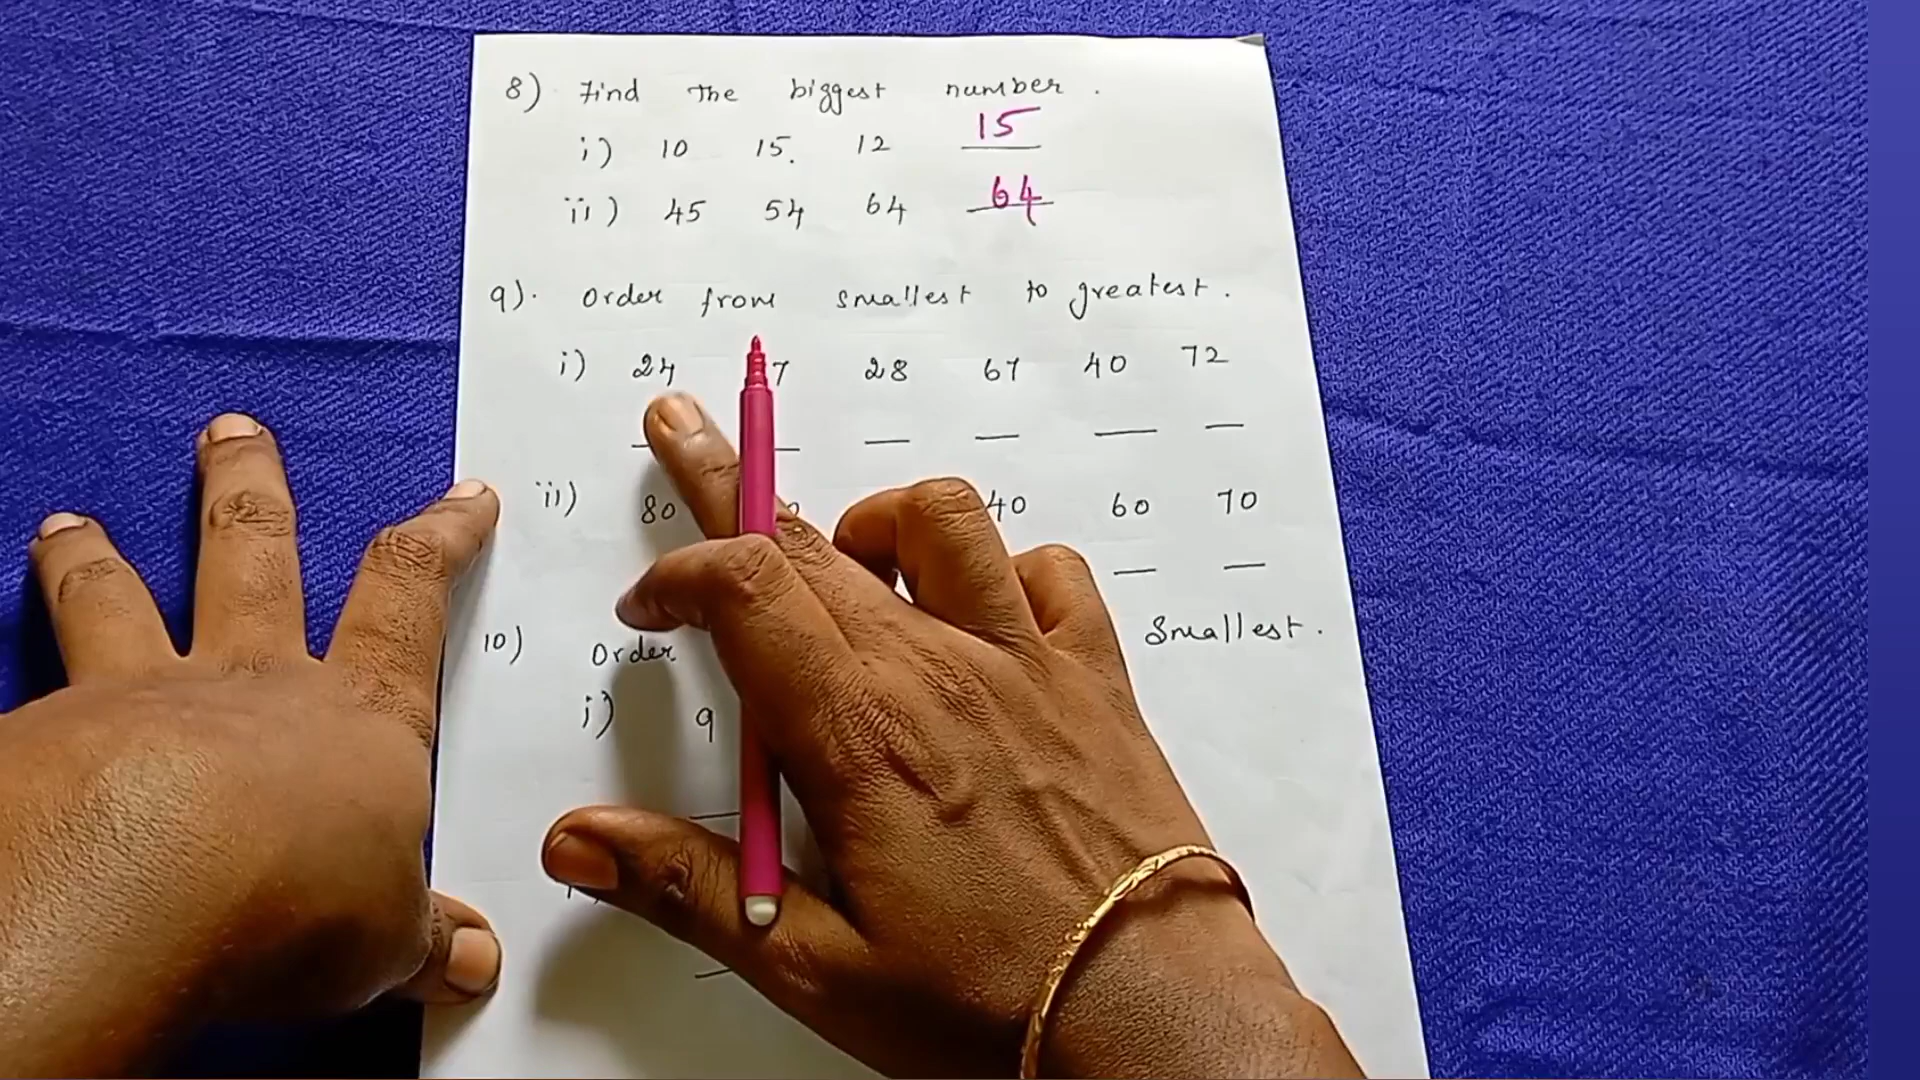 8) Find the biggest number.
15
i) 10 15. 12
64
ii) 45 54 64
9). Order from smallest to greatest.
i) 24 7 28 67 40 72
ii) 80 40 60 70
10) Order smallest.
i) 9